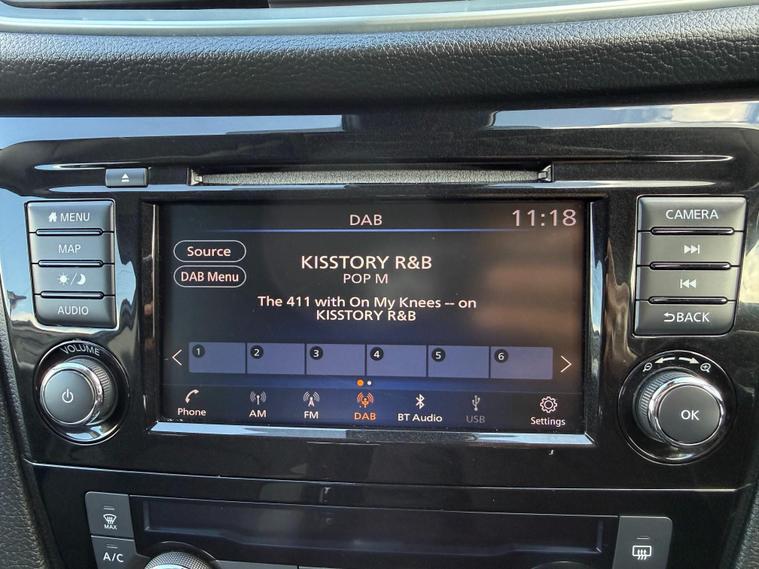 MENU
MAP
AUDIO
VOLUME
DAB
11:18
Source
DAB Menu
KISSTORY R&B
POP M
The 411 with On My Knees -- on
KISSTORY R&B
1 2 3 4 5 6
Phone
AM
FM
DAB
BT Audio
USB
Settings
CAMERA
BACK
OK
MAX
A/C